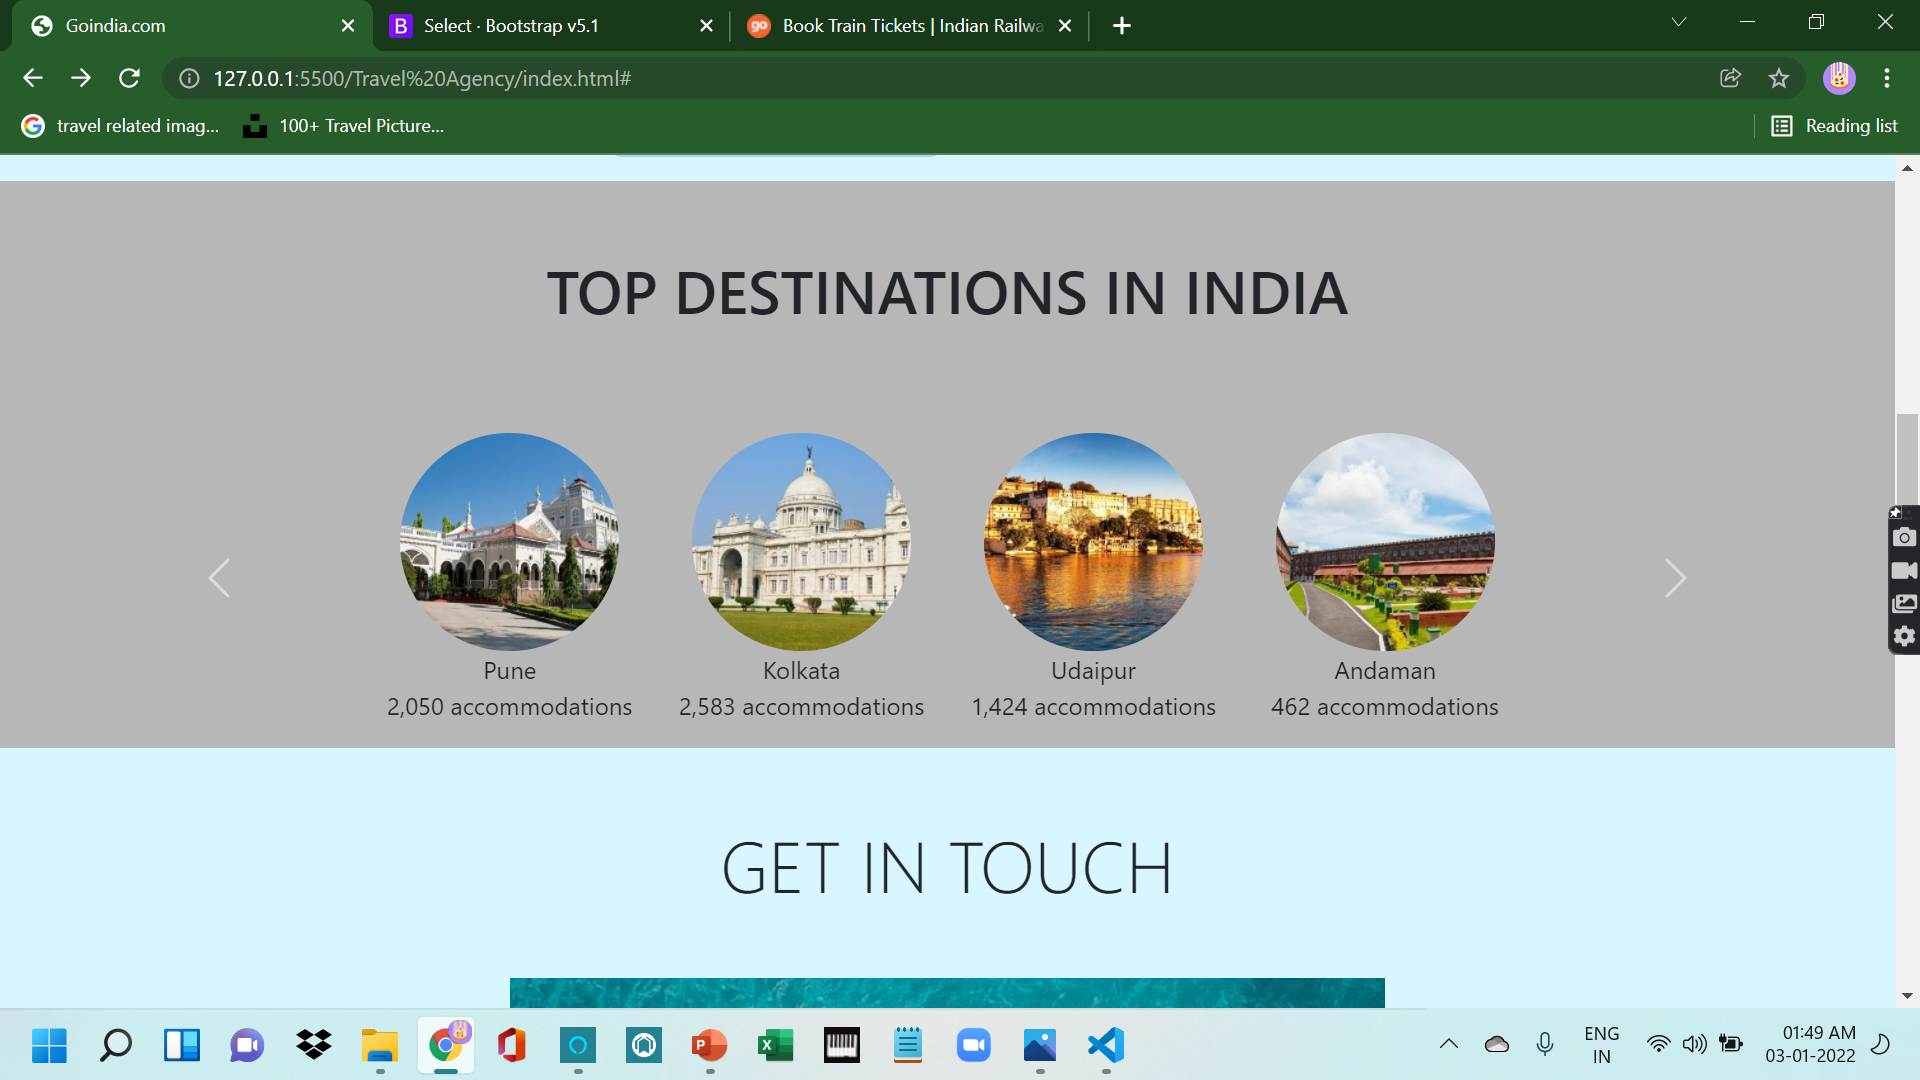 Goindia.com
Select · Bootstrap v5.1
Book Train Tickets | Indian Railwa
127.0.0.1:5500/Travel%20Agency/index.html#
travel related imag...
100+ Travel Picture...
Reading list
TOP DESTINATIONS IN INDIA
Pune
Kolkata
Udaipur
Andaman
2,050 accommodations
2,583 accommodations
1,424 accommodations
462 accommodations
GET IN TOUCH
ENG
IN
01:49 AM
03-01-2022